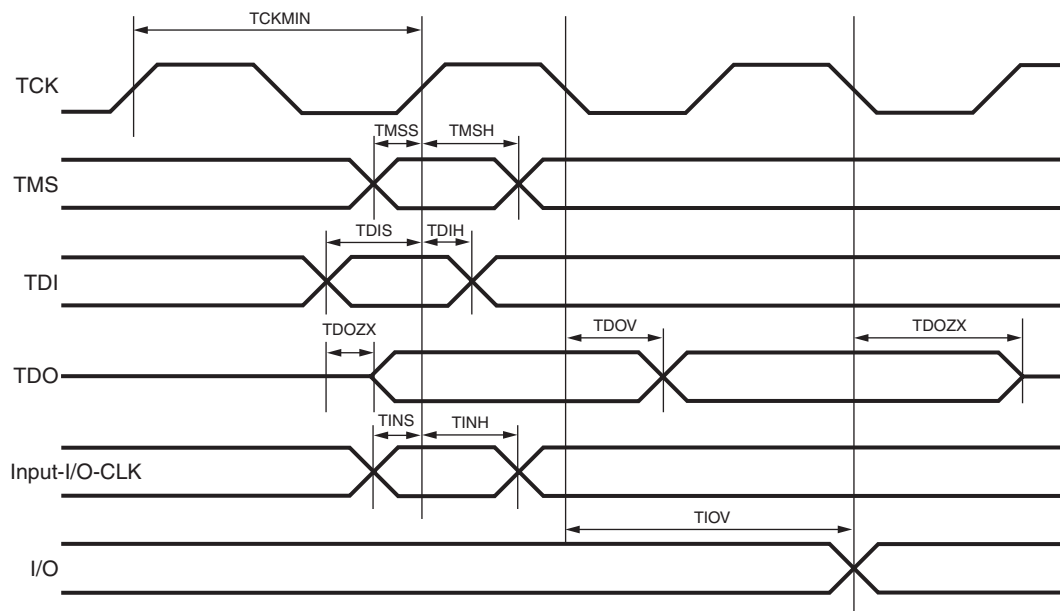 TCKMIN
TCK
TMSS TMSH
TMS
TDIS TDIH
TDI
TDOZX TDOV TDOZX
TDO
TINS TINH
Input-I/O-CLK
TIOV
I/O